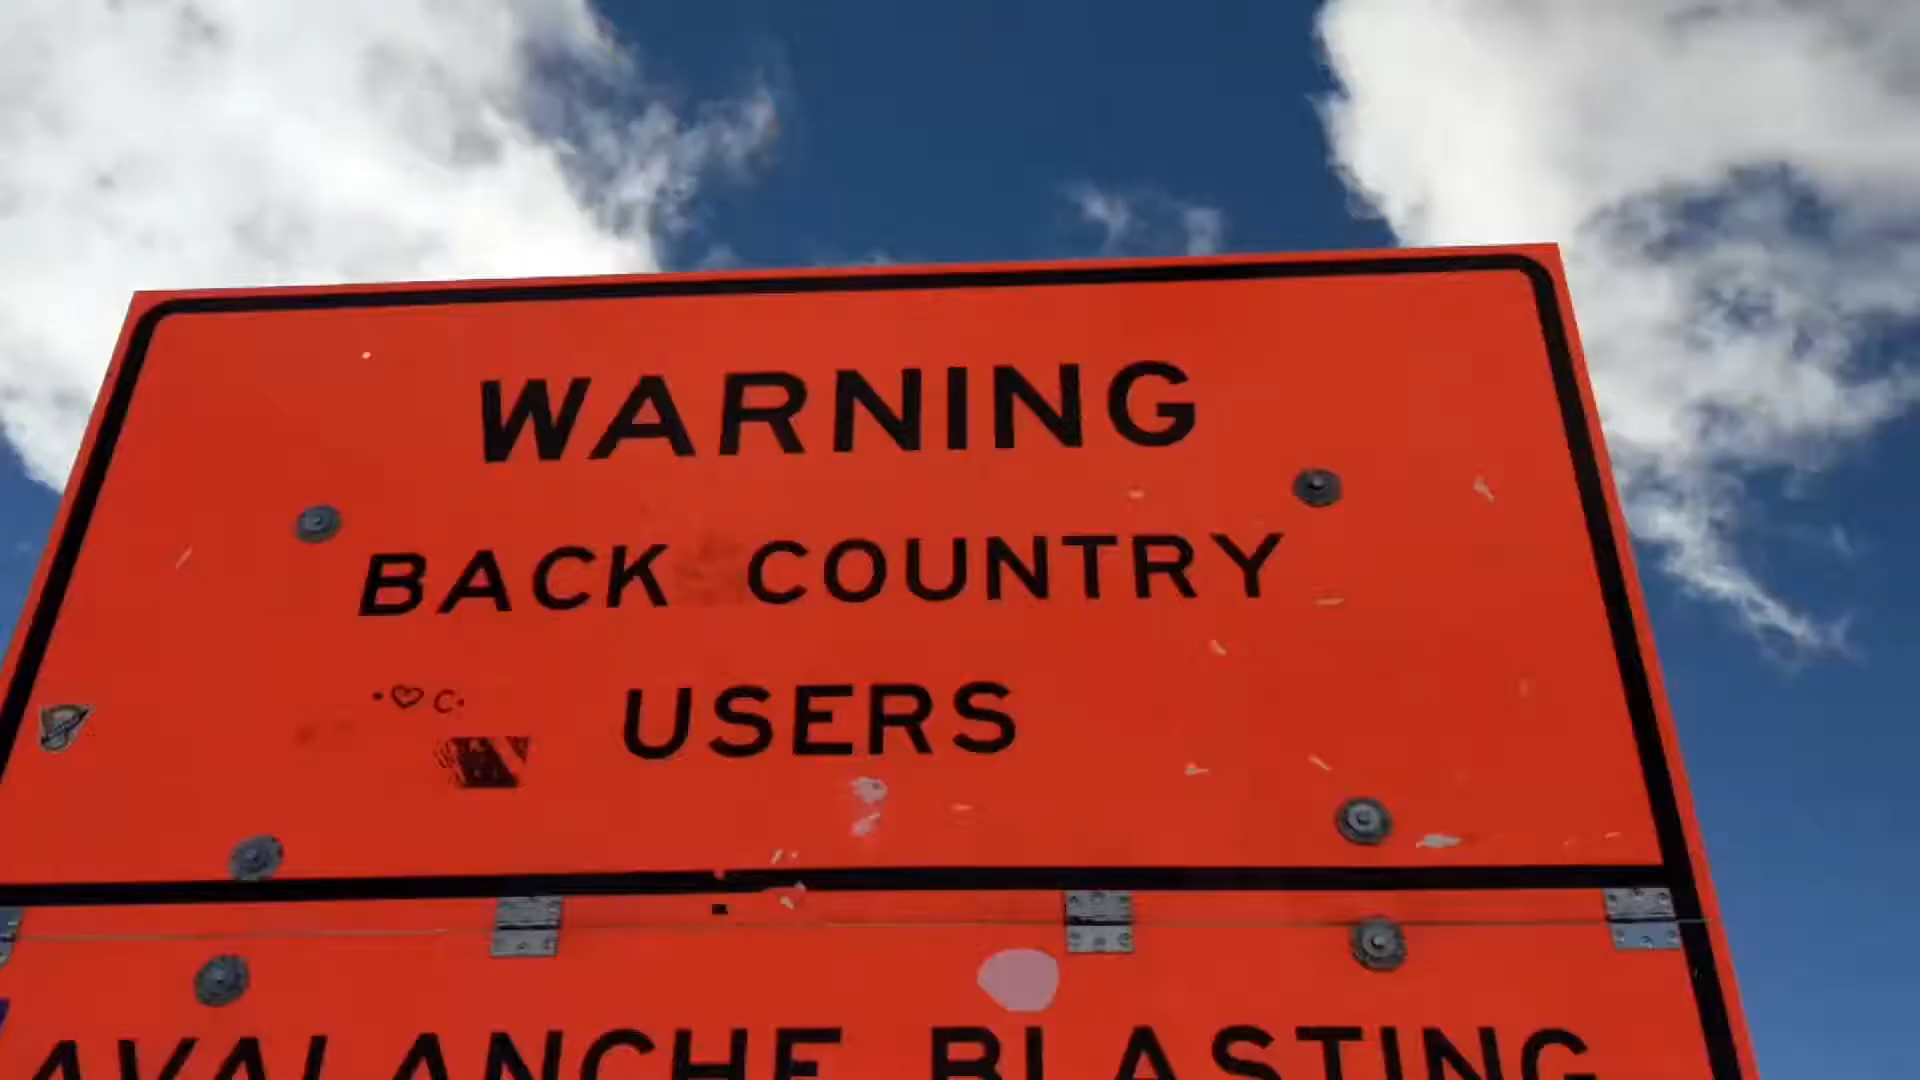 WARNING
BACK COUNTRY
USERS
♡ C.
AVALANCHE BLASTING